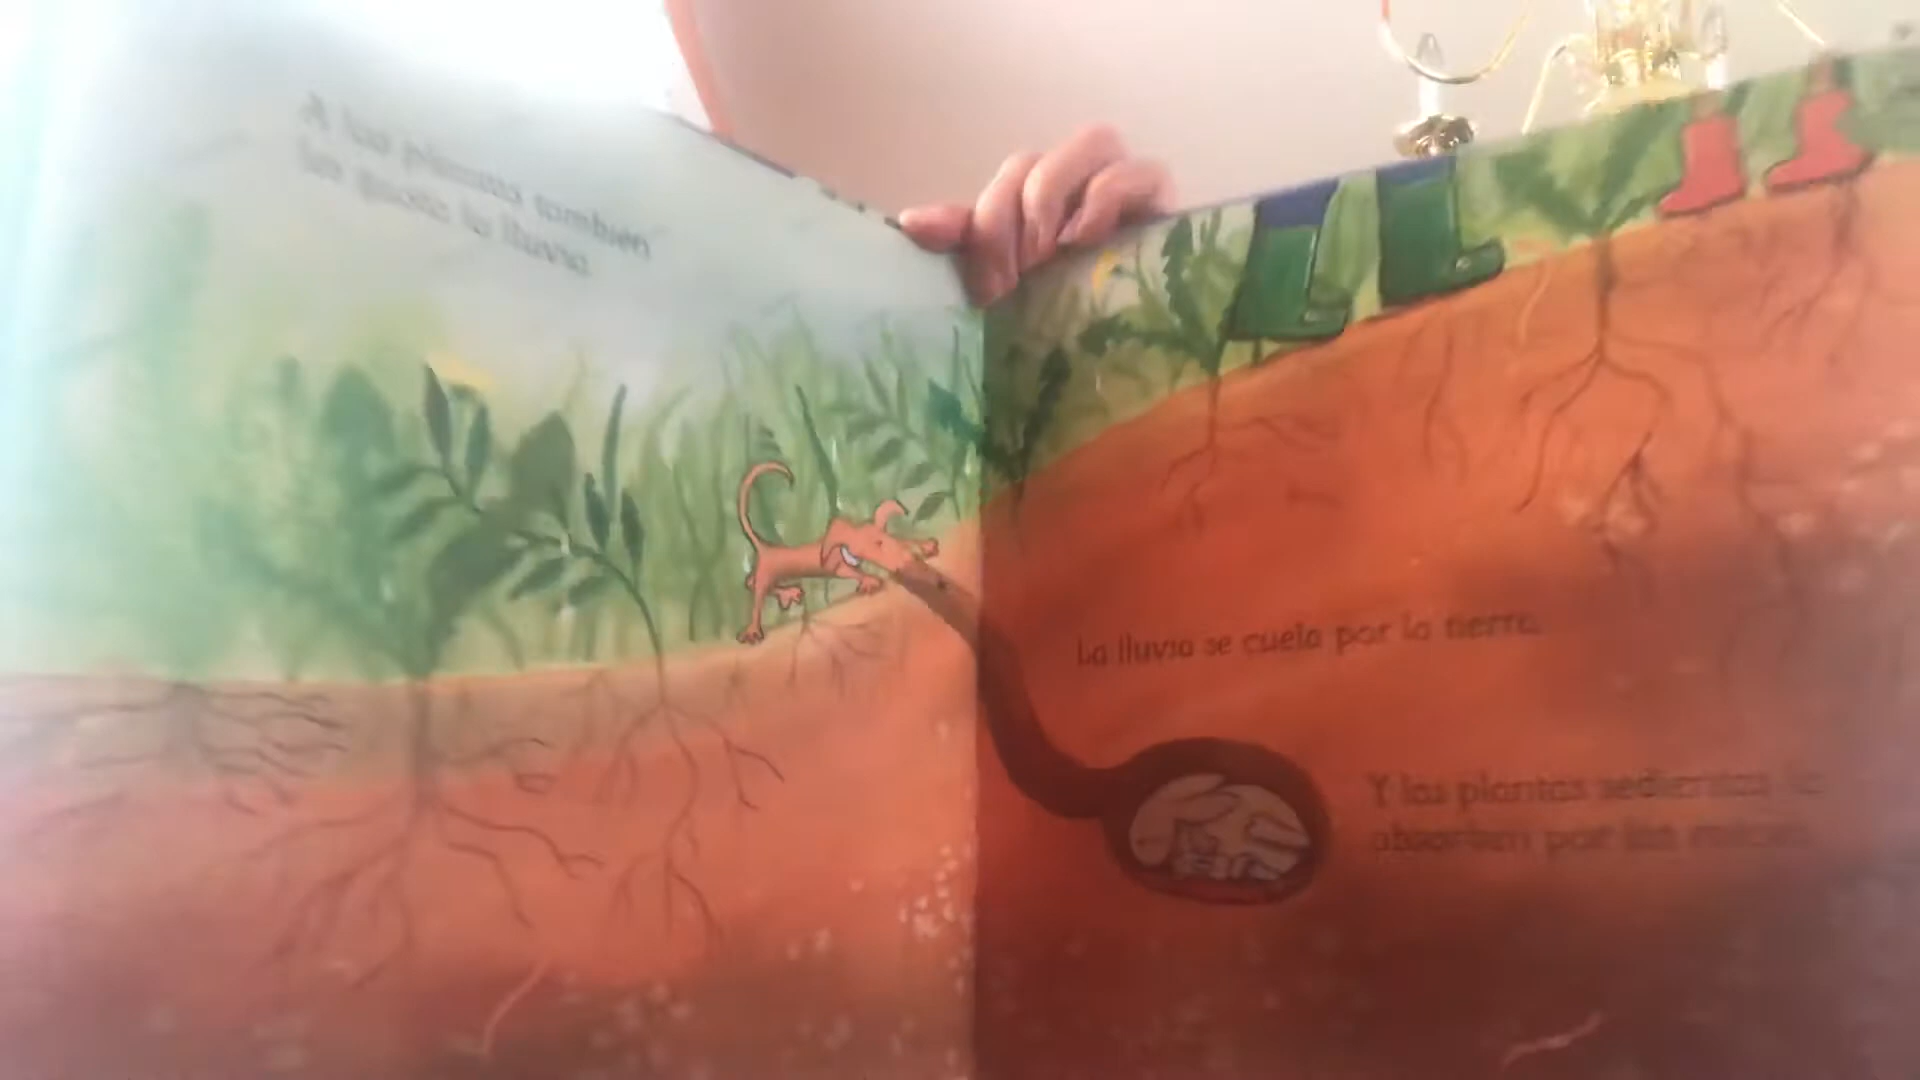 A las plantas también
les gusta la lluvia.
La lluvia se cuela por la tierra.
Y las plantas sedientas la
absorben por las raíces.